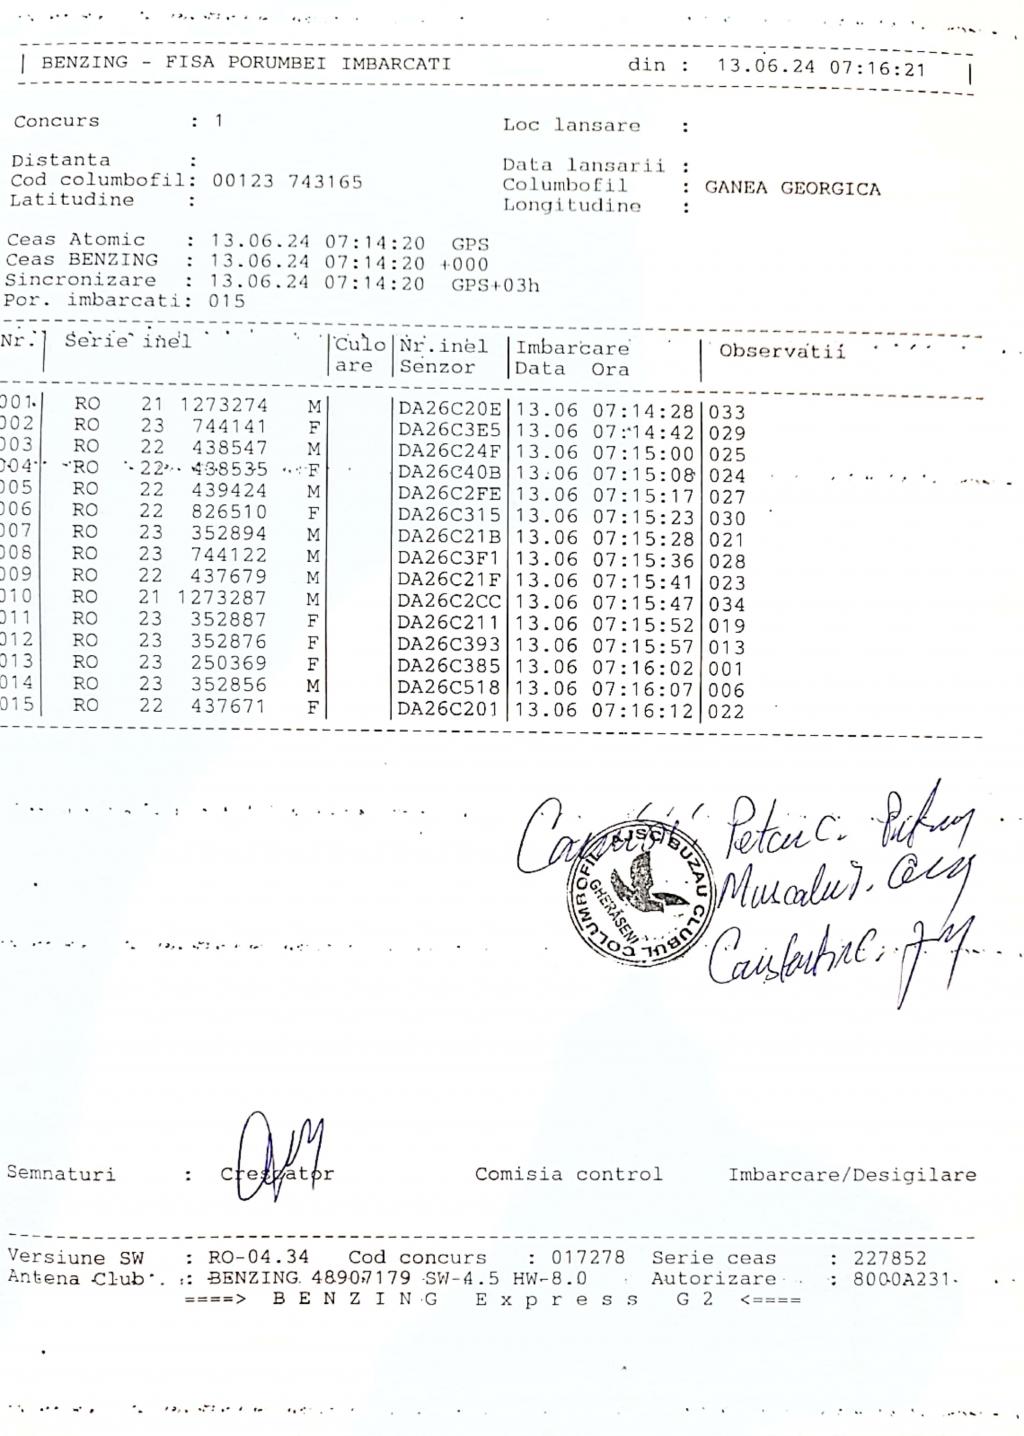 BENZING - FISA PORUMBEI IMBARCATI din : 13.06.24 07:16:21
Concurs : 1 Loc lansare :
Distanta : Data lansarii :
Cod columbofil: 00123 743165 Columbofil : GANEA GEORGICA
Latitudine : Longitudine :
Ceas Atomic : 13.06.24 07:14:20 GPS
Ceas BENZING : 13.06.24 07:14:20 +000
Sincronizare : 13.06.24 07:14:20 GPS+03h
Por. imbarcati: 015
Nr. Serie inel Culo Nr.inel Imbarcare Observatii
are Senzor Data Ora
001 RO 21 1273274 M DA26C20E 13.06 07:14:28 033
002 RO 23 744141 F DA26C3E5 13.06 07:14:42 029
003 RO 22 438547 M DA26C24F 13.06 07:15:00 025
004 RO 22 438535 F DA26C40B 13.06 07:15:08 024
005 RO 22 439424 M DA26C2FE 13.06 07:15:17 027
006 RO 22 826510 F DA26C315 13.06 07:15:23 030
007 RO 23 352894 M DA26C21B 13.06 07:15:28 021
008 RO 23 744122 M DA26C3F1 13.06 07:15:36 028
009 RO 22 437679 M DA26C21F 13.06 07:15:41 023
010 RO 21 1273287 M DA26C2CC 13.06 07:15:47 034
011 RO 23 352887 F DA26C211 13.06 07:15:52 019
012 RO 23 352876 F DA26C393 13.06 07:15:57 013
013 RO 23 250369 F DA26C385 13.06 07:16:02 001
014 RO 23 352856 M DA26C518 13.06 07:16:07 006
015 RO 22 437671 F DA26C201 13.06 07:16:12 022
Petcu C.
CLUBUL COLUMBOFIL AJSC BUZAU
GHERĂSENI
Constantin C.
Semnaturi : Crescator Comisia control Imbarcare/Desigilare
Versiune SW : RO-04.34 Cod concurs : 017278 Serie ceas : 227852
Antena Club : BENZING 48907179 SW-4.5 HW-8.0 Autorizare : 8000A231
====> B E N Z I N G E x p r e s s G 2 <====